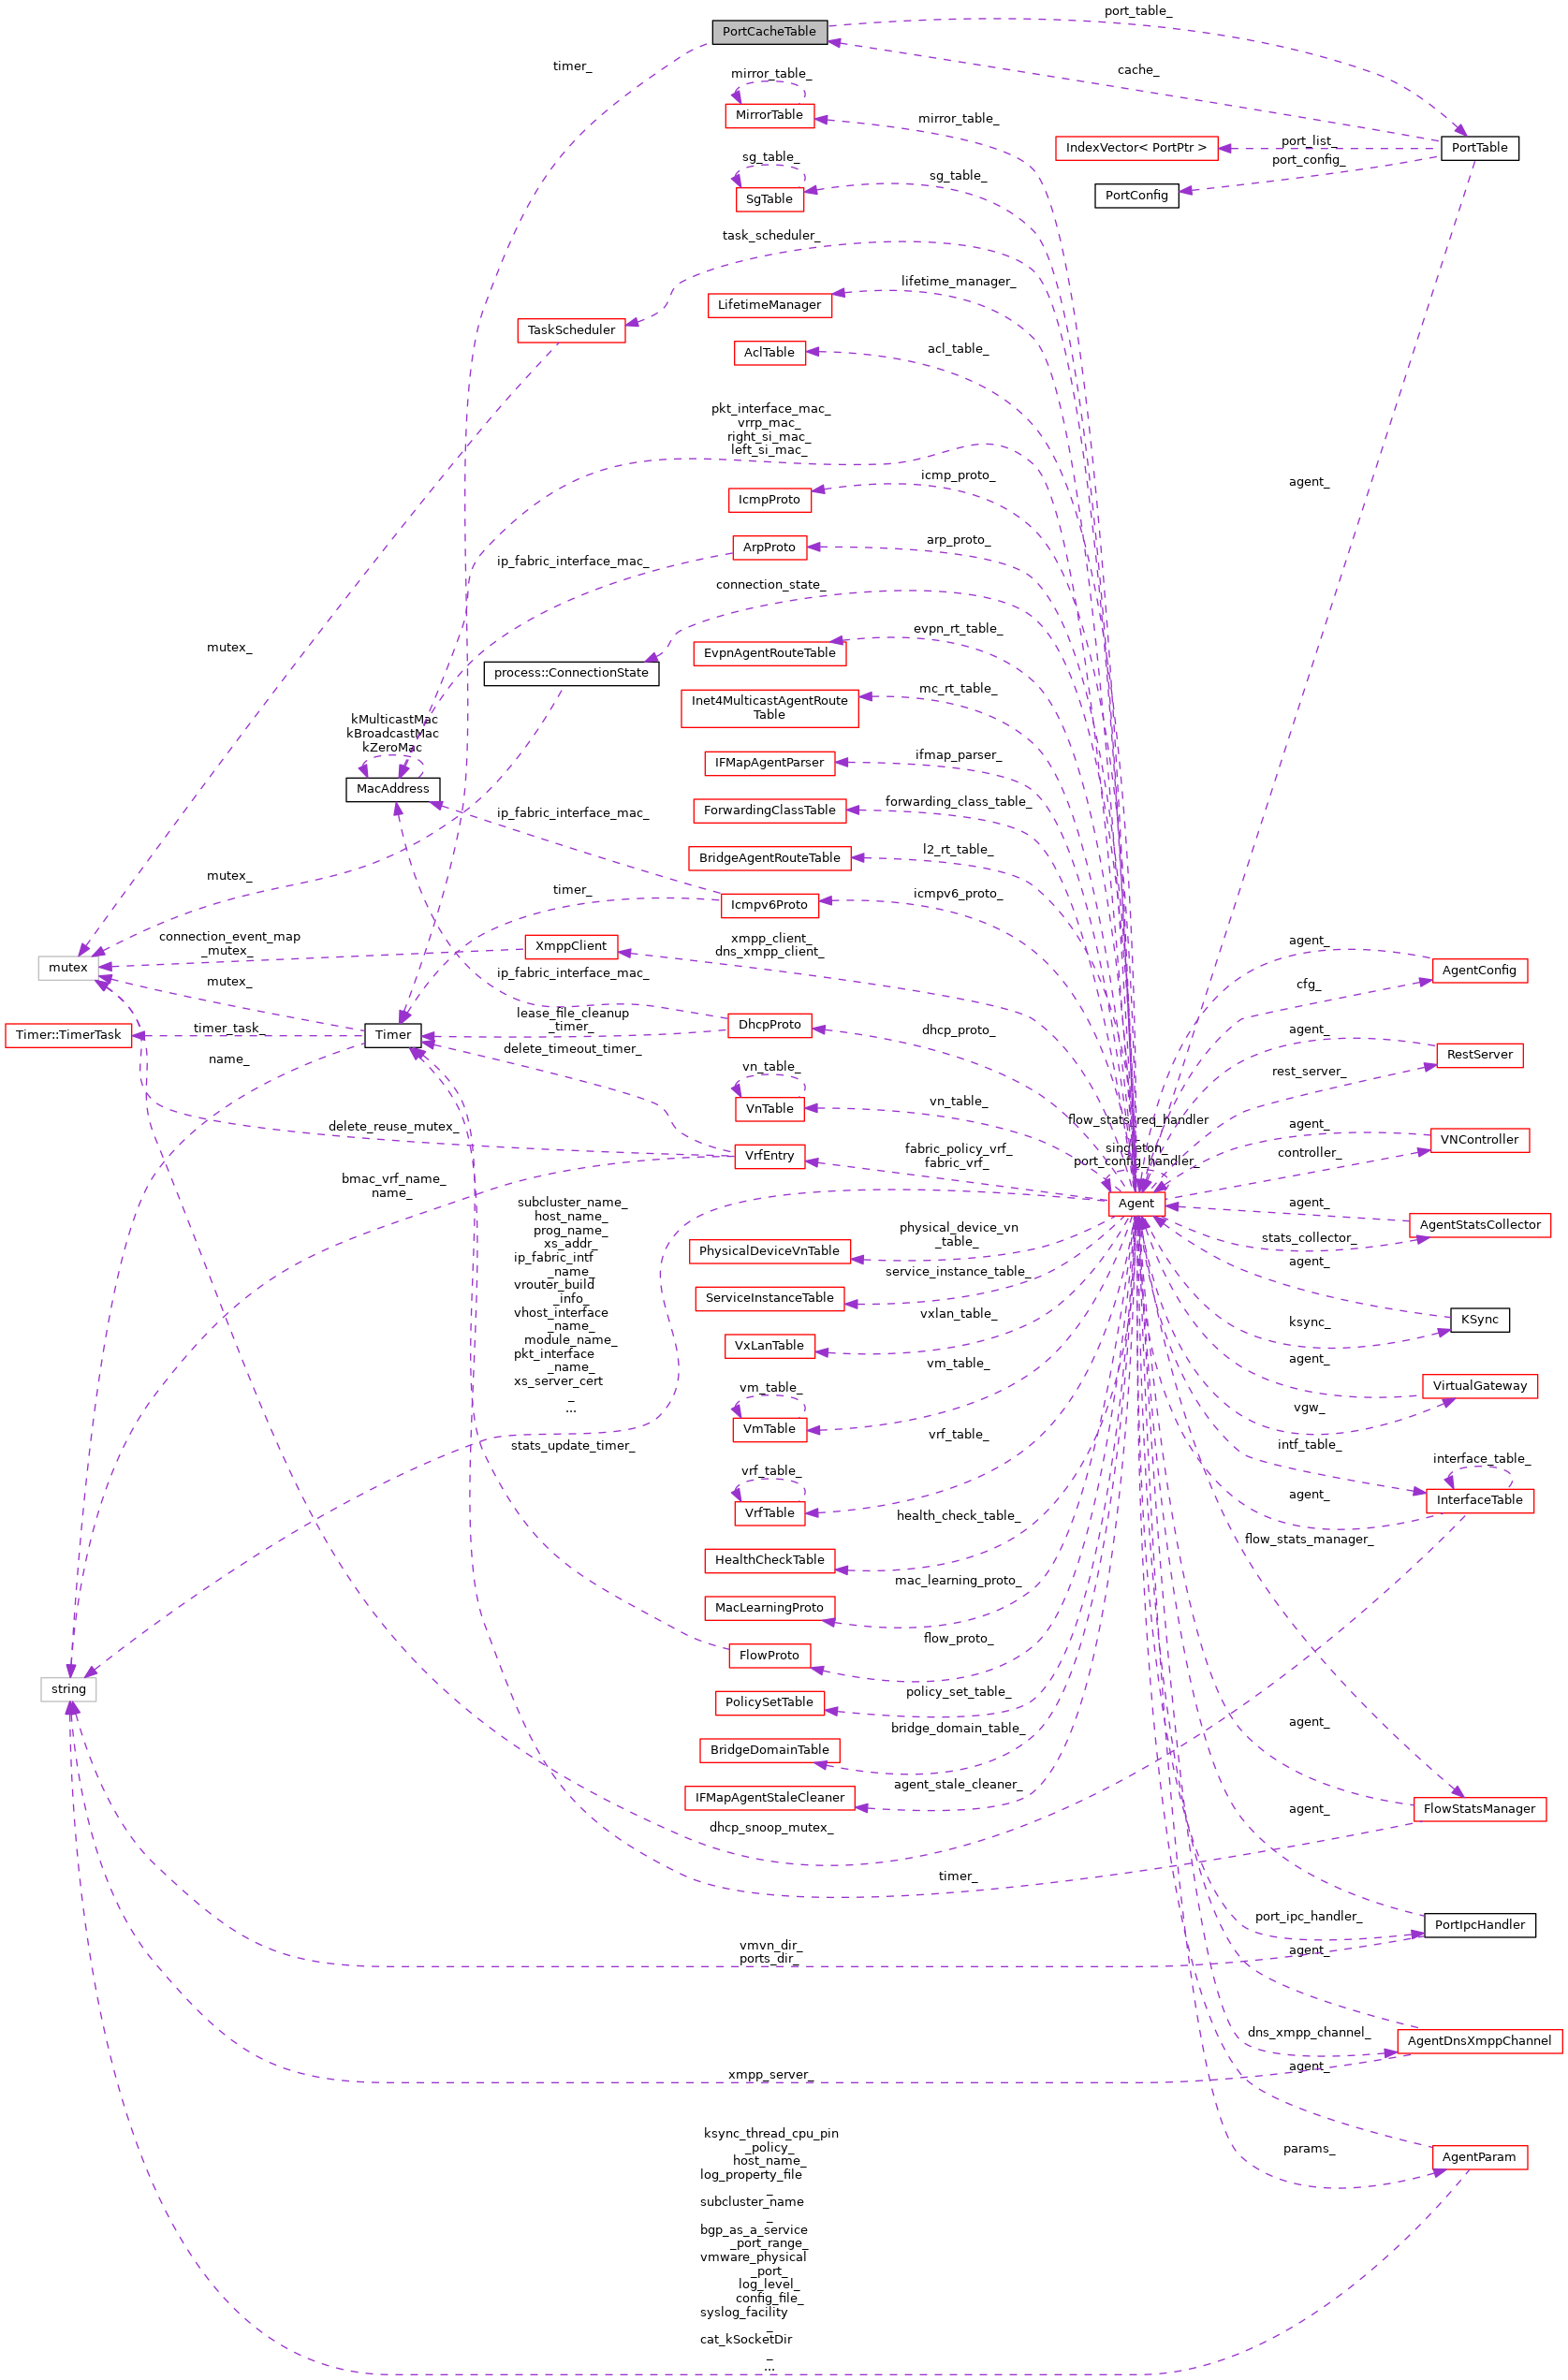 port_table_
PortCacheTable
timer_
cache_
mirror_table_
MirrorTable
mirror_table_
port_list_
IndexVector< PortPtr >
PortTable
port_config_
sg_table_
sg_table_
PortConfig
SgTable
task_scheduler_
lifetime_manager_
LifetimeManager
TaskScheduler
acl_table_
AclTable
pkt_interface_mac_
vrrp_mac_
right_si_mac_
left_si_mac_
icmp_proto_
agent_
IcmpProto
arp_proto_
ArpProto
ip_fabric_interface_mac_
connection_state_
evpn_rt_table_
mutex_
EvpnAgentRouteTable
process::ConnectionState
mc_rt_table_
Inet4MulticastAgentRoute
Table
kMulticastMac
kBroadcastMac
kZeroMac
ifmap_parser_
IFMapAgentParser
MacAddress
forwarding_class_table_
ForwardingClassTable
ip_fabric_interface_mac_
l2_rt_table_
BridgeAgentRouteTable
mutex_
timer_
icmpv6_proto_
Icmpv6Proto
connection_event_map
_mutex_
XmppClient
xmpp_client_
dns_xmpp_client_
agent_
mutex
ip_fabric_interface_mac_
AgentConfig
mutex_
cfg_
lease_file_cleanup
_timer_
DhcpProto
dhcp_proto_
agent_
Timer::TimerTask
timer_task_
Timer
RestServer
delete_timeout_timer_
name_
vn_table_
rest_server_
VnTable
vn_table_
flow_stats_req_handler
_
delete_reuse_mutex_
agent_
VNController
singleton_
port_config_handler_
fabric_policy_vrf_
fabric_vrf_
VrfEntry
controller_
bmac_vrf_name_
name_
subcluster_name_
host_name_
prog_name_
xs_addr_
ip_fabric_intf
_name_
vrouter_build
_info_
vhost_interface
_name_
module_name_
pkt_interface
_name_
xs_server_cert
_
...
Agent
agent_
AgentStatsCollector
physical_device_vn
_table_
PhysicalDeviceVnTable
stats_collector_
agent_
service_instance_table_
ServiceInstanceTable
vxlan_table_
VxLanTable
ksync_
KSync
vm_table_
agent_
vm_table_
VirtualGateway
VmTable
vgw_
vrf_table_
stats_update_timer_
intf_table_
interface_table_
vrf_table_
agent_
InterfaceTable
VrfTable
health_check_table_
flow_stats_manager_
HealthCheckTable
mac_learning_proto_
MacLearningProto
flow_proto_
FlowProto
string
policy_set_table_
PolicySetTable
bridge_domain_table_
agent_
BridgeDomainTable
agent_stale_cleaner_
IFMapAgentStaleCleaner
agent_
FlowStatsManager
dhcp_snoop_mutex_
timer_
port_ipc_handler_
PortIpcHandler
vmvn_dir_
ports_dir_
agent_
dns_xmpp_channel_
AgentDnsXmppChannel
xmpp_server_
agent_
ksync_thread_cpu_pin
_policy_
host_name_
log_property_file
_
subcluster_name
_
bgp_as_a_service
_port_range_
vmware_physical
_port_
log_level_
config_file_
syslog_facility
_
cat_kSocketDir
_
...
params_
AgentParam